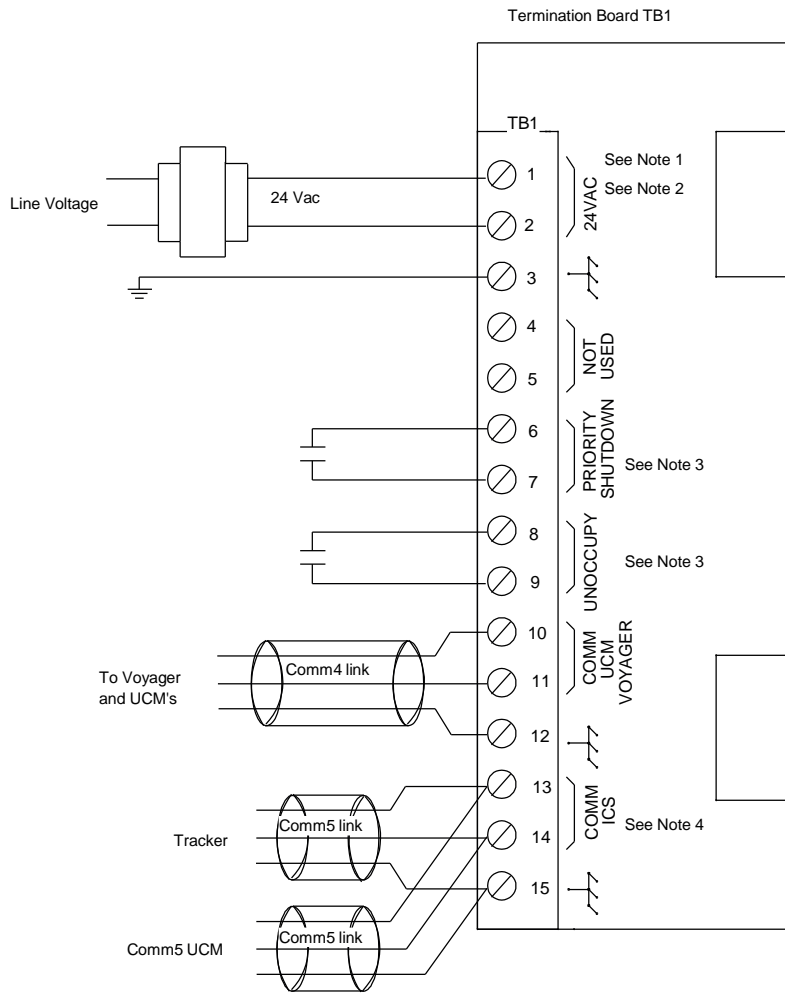 Termination Board TB1
TB1
Line Voltage
24 Vac
1
2
24VAC
See Note 1
See Note 2
3
4
5
NOT
USED
6
7
PRIORITY
SHUTDOWN
See Note 3
8
9
UNOCCUPY
See Note 3
To Voyager
and UCM's
Comm4 link
10
11
COMM
UCM
VOYAGER
12
Tracker
Comm5 link
13
14
COMM
ICS
See Note 4
15
Comm5 UCM
Comm5 link